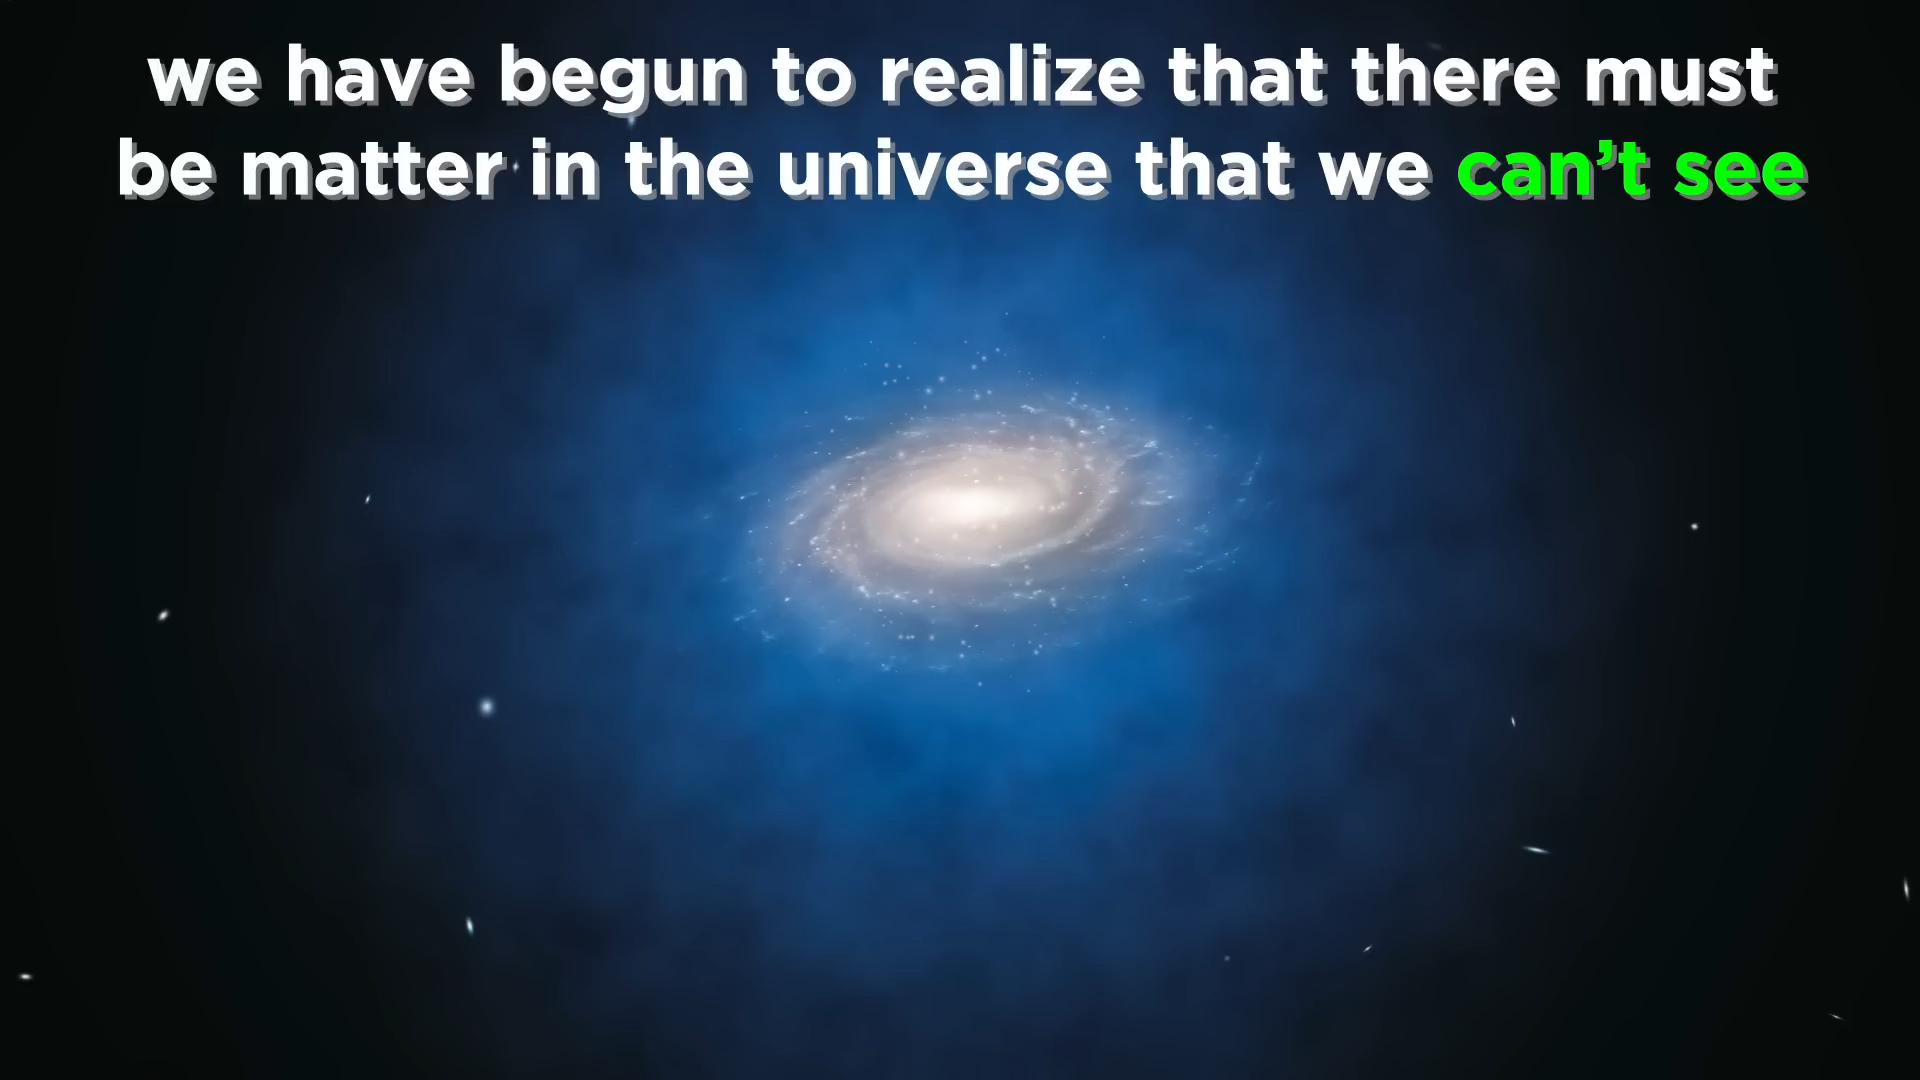 we have begun to realize that there must
be matter in the universe that we can’t see